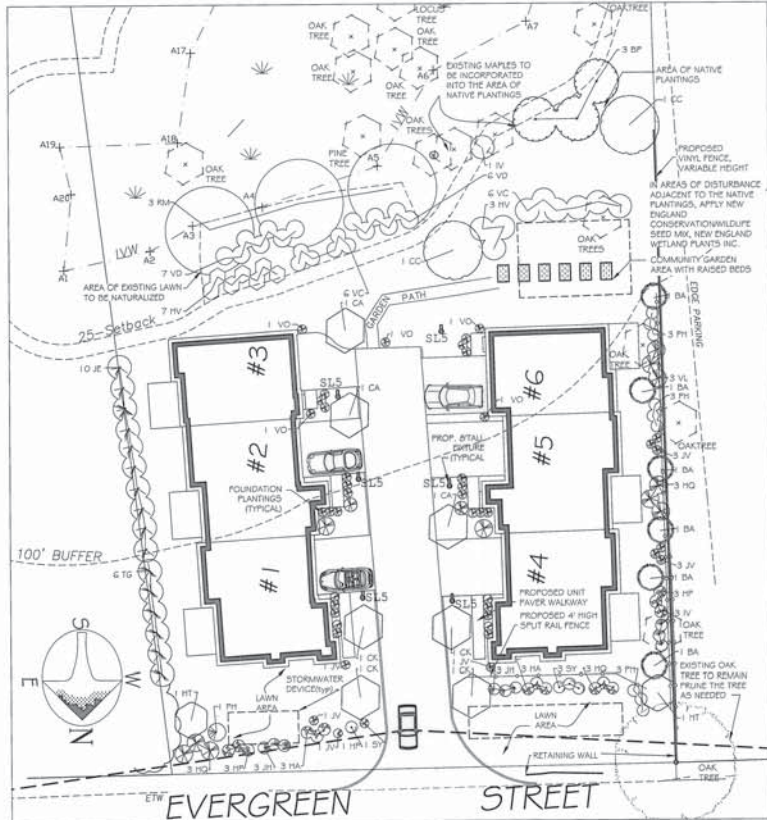 LOCUST
TREE
OAK
TREE
OAK
TREE
A7
OAK TREE
A17
OAK
TREE
OAK
TREE
A6
EXISTING MAPLES TO
BE INCORPORATED
INTO THE AREA OF
NATIVE PLANTINGS
3 BP
AREA OF NATIVE
PLANTINGS
1 CC
IVW
A19
A18
OAK
TREE
PINE
TREE
A5
OAK
TREES
1 IV
6 VD
PROPOSED
VINYL FENCE,
VARIABLE HEIGHT
A20
3 RM
A4
A3
6 VC
3 HV
IN AREAS OF DISTURBANCE
ADJACENT TO THE NATIVE
PLANTINGS, APPLY NEW
ENGLAND
CONSERVATION/WILDLIFE
SEED MIX, NEW ENGLAND
WETLAND PLANTS INC.
OAK
TREES
IVW
A2
A1
7 VD
1 CC
COMMUNITY GARDEN
AREA WITH RAISED BEDS
AREA OF EXISTING LAWN
TO BE NATURALIZED
7 HV
6 VC
1 CA
GARDEN
PATH
1 BA
EDGE PARKING
25-Setback
1 VO
1 VO
SL5
1 VO
3 PH
10 JE
#3
#6
OAK
TREE
SL5
1 CA
3 VL
1 BA
3 PH
1 VO
1 VO
#2
#5
PROP. 8'TALL
FIXTURE
(TYPICAL
OAKTREE
3 JV
1 BA
3 HQ
FOUNDATION
PLANTINGS
(TYPICAL)
SL5
SL5
1 CA
1 BA
100' BUFFER
6 TG
#1
#4
3 JV
1 BA
3 HP
3 IV
SL5
SL5
PROPOSED UNIT
PAVER WALKWAY
PROPOSED 4' HIGH
SPLIT RAIL FENCE
OAK
TREE
S
E
W
N
1 CK
1 JV
1 CK
1 CK
1 JV
1 CK
1 BA
STORMWATER
DEVICE(typ)
3 JH
3 HA
3 SY
3 HQ
3 PH
EXISTING OAK
TREE TO REMAIN
PRUNE THE TREE
AS NEEDED
LAWN
AREA
1 HT
1 PH
1 JV
LAWN
AREA
1 HT
3 HQ
3 HP
3 JH
3 HA
1 JV
1 HP
1 SY
RETAINING WALL
OAK
TREE
ETW
EVERGREEN STREET